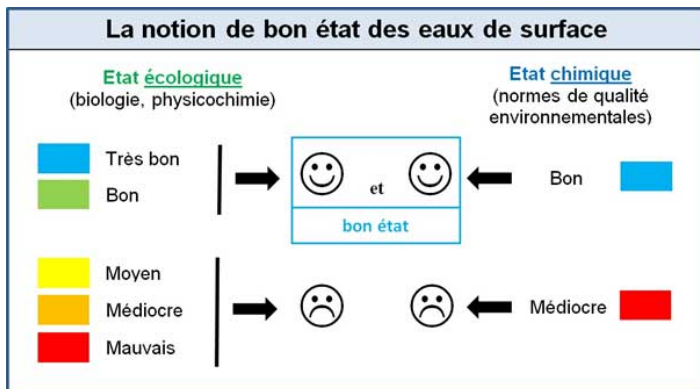 La notion de bon état des eaux de surface
Etat écologique
(biologie, physicochimie)
Etat chimique
(normes de qualité
environnementales)
Très bon
Bon
et
bon état
Bon
Moyen
Médiocre
Mauvais
Médiocre